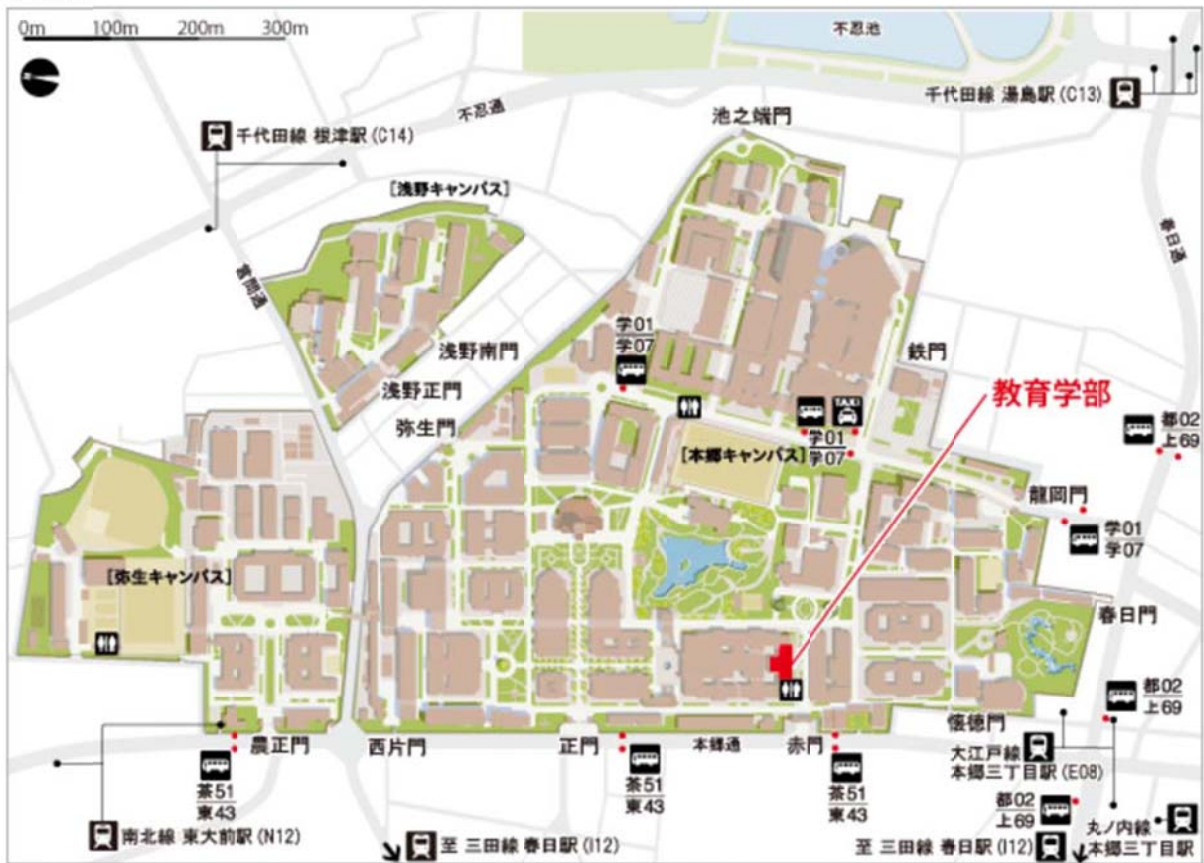 0m 100m 200m 300m
不忍池
千代田線 湯島駅 (C13)
不忍通
池之端門
千代田線 根津駅 (C14)
[浅野キャンパス]
春日通
言問通
学01
学07
浅野南門
鉄門
浅野正門
教育学部
TAXI
弥生門
学01
学07
都02
上69
[本郷キャンパス]
龍岡門
学01
学07
[弥生キャンパス]
春日門
都02
上69
懐徳門
農正門
西片門
正門
本郷通
赤門
大江戸線
本郷三丁目駅 (E08)
茶51
東43
茶51
東43
茶51
東43
都02
上69
丸ノ内線
本郷三丁目駅
南北線 東大前駅 (N12)
至 三田線 春日駅 (I12)
至 三田線 春日駅 (I12)